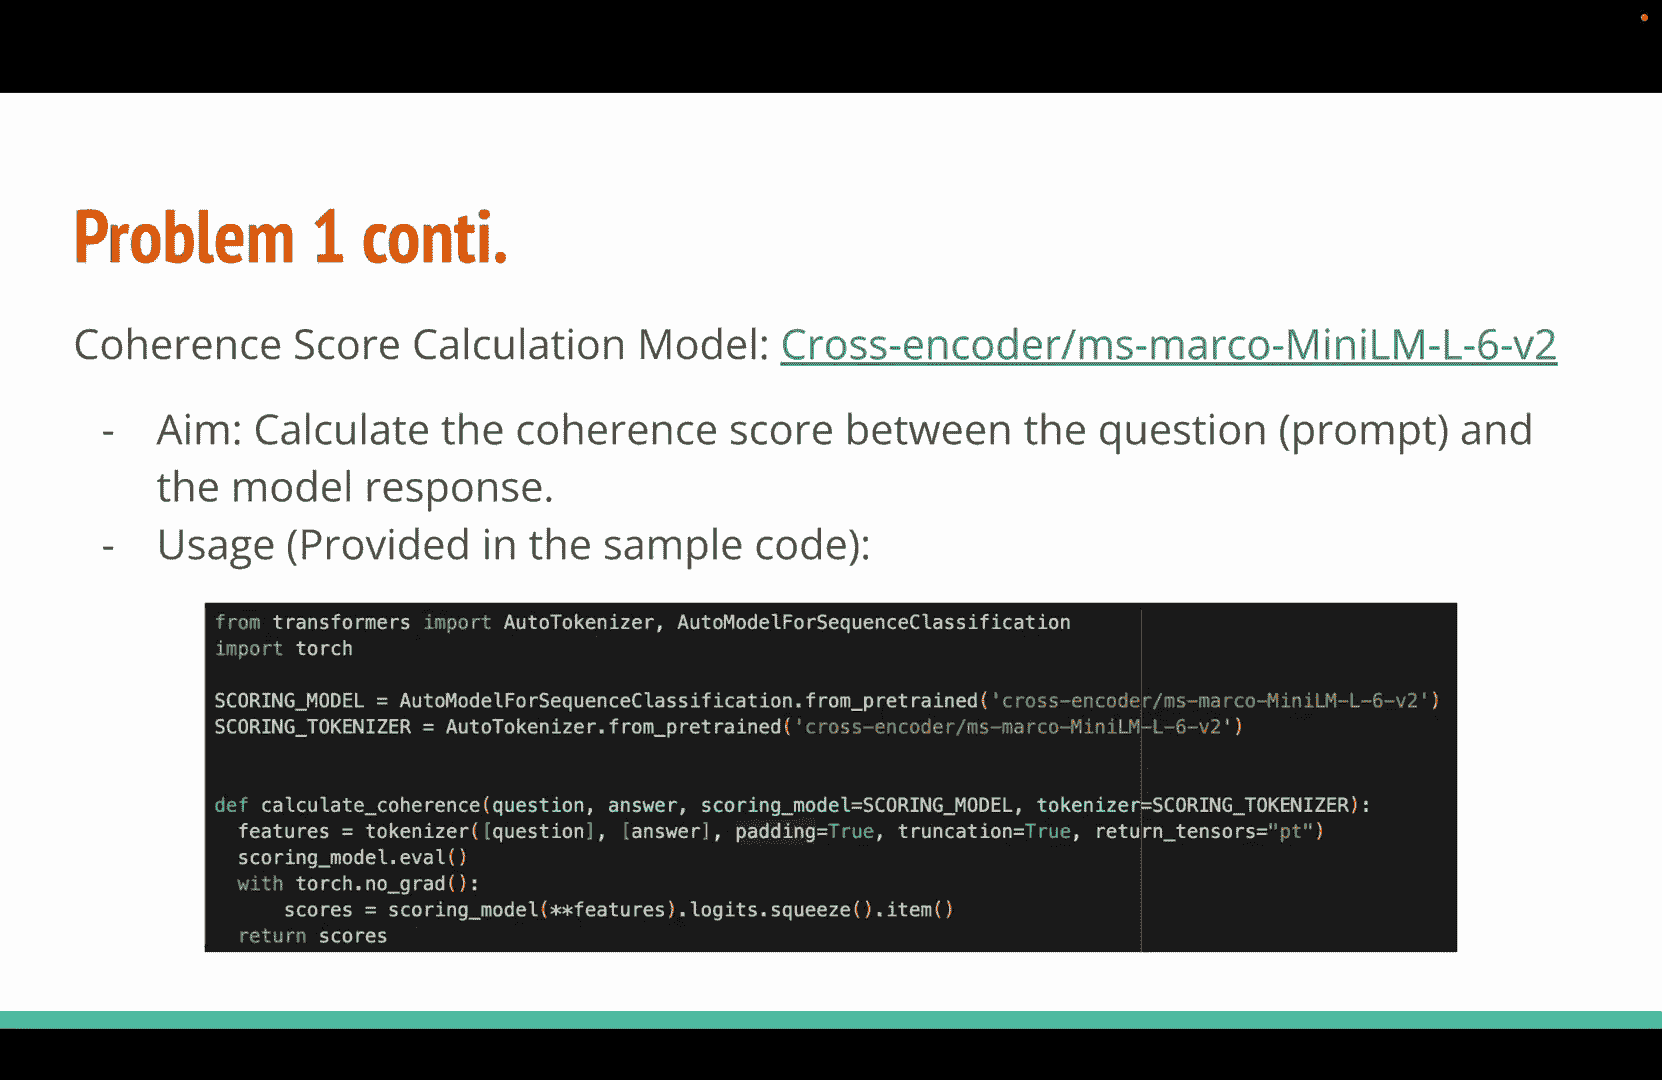 Problem 1 conti.
Coherence Score Calculation Model: Cross-encoder/ms-marco-MiniLM-L-6-v2
- Aim: Calculate the coherence score between the question (prompt) and
the model response.
- Usage (Provided in the sample code):
from transformers import AutoTokenizer, AutoModelForSequenceClassification
import torch
SCORING_MODEL = AutoModelForSequenceClassification.from_pretrained('cross-encoder/ms-marco-MiniLM-L-6-v2')
SCORING_TOKENIZER = AutoTokenizer.from_pretrained('cross-encoder/ms-marco-MiniLM-L-6-v2')
def calculate_coherence(question, answer, scoring_model=SCORING_MODEL, tokenizer=SCORING_TOKENIZER):
features = tokenizer([question], [answer], padding=True, truncation=True, return_tensors="pt")
scoring_model.eval()
with torch.no_grad():
scores = scoring_model(**features).logits.squeeze().item()
return scores